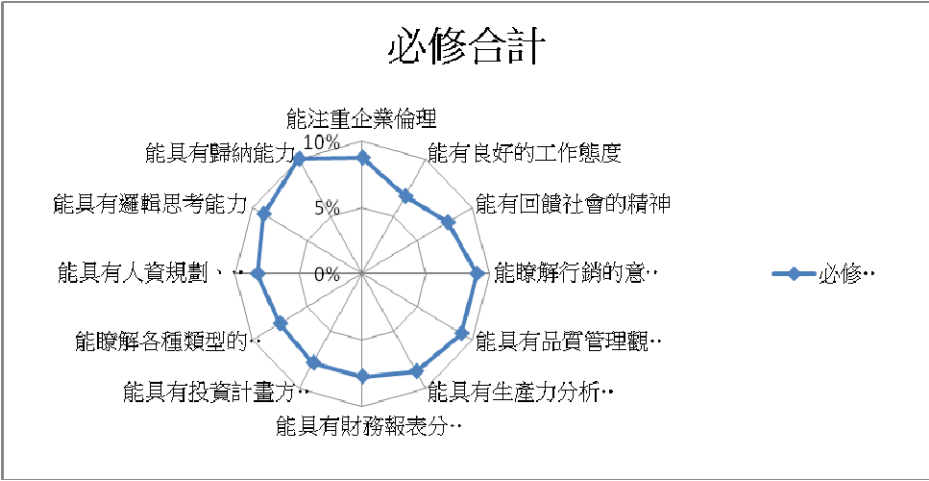 必修合計
能注重企業倫理
能有良好的工作態度
能有回饋社會的精神
能瞭解行銷的意..
能具有品質管理觀..
能具有生產力分析..
能具有財務報表分..
能具有投資計畫方..
能瞭解各種類型的..
能具有人資規劃、..
能具有邏輯思考能力
能具有歸納能力
10%
5%
0%
必修..